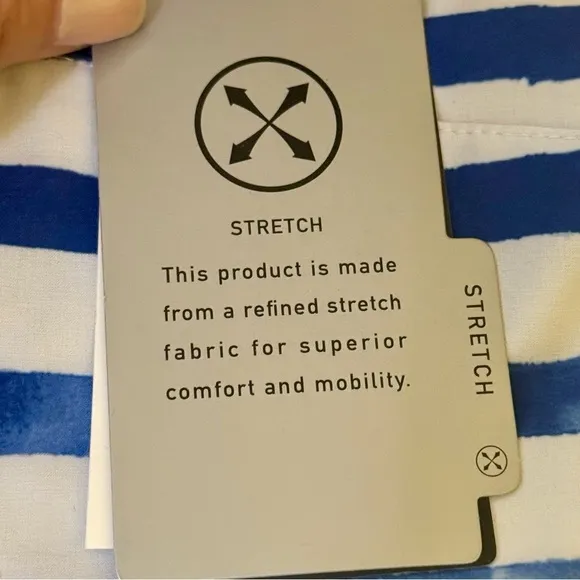 STRETCH
This product is made
from a refined stretch
fabric for superior
comfort and mobility.
STRETCH